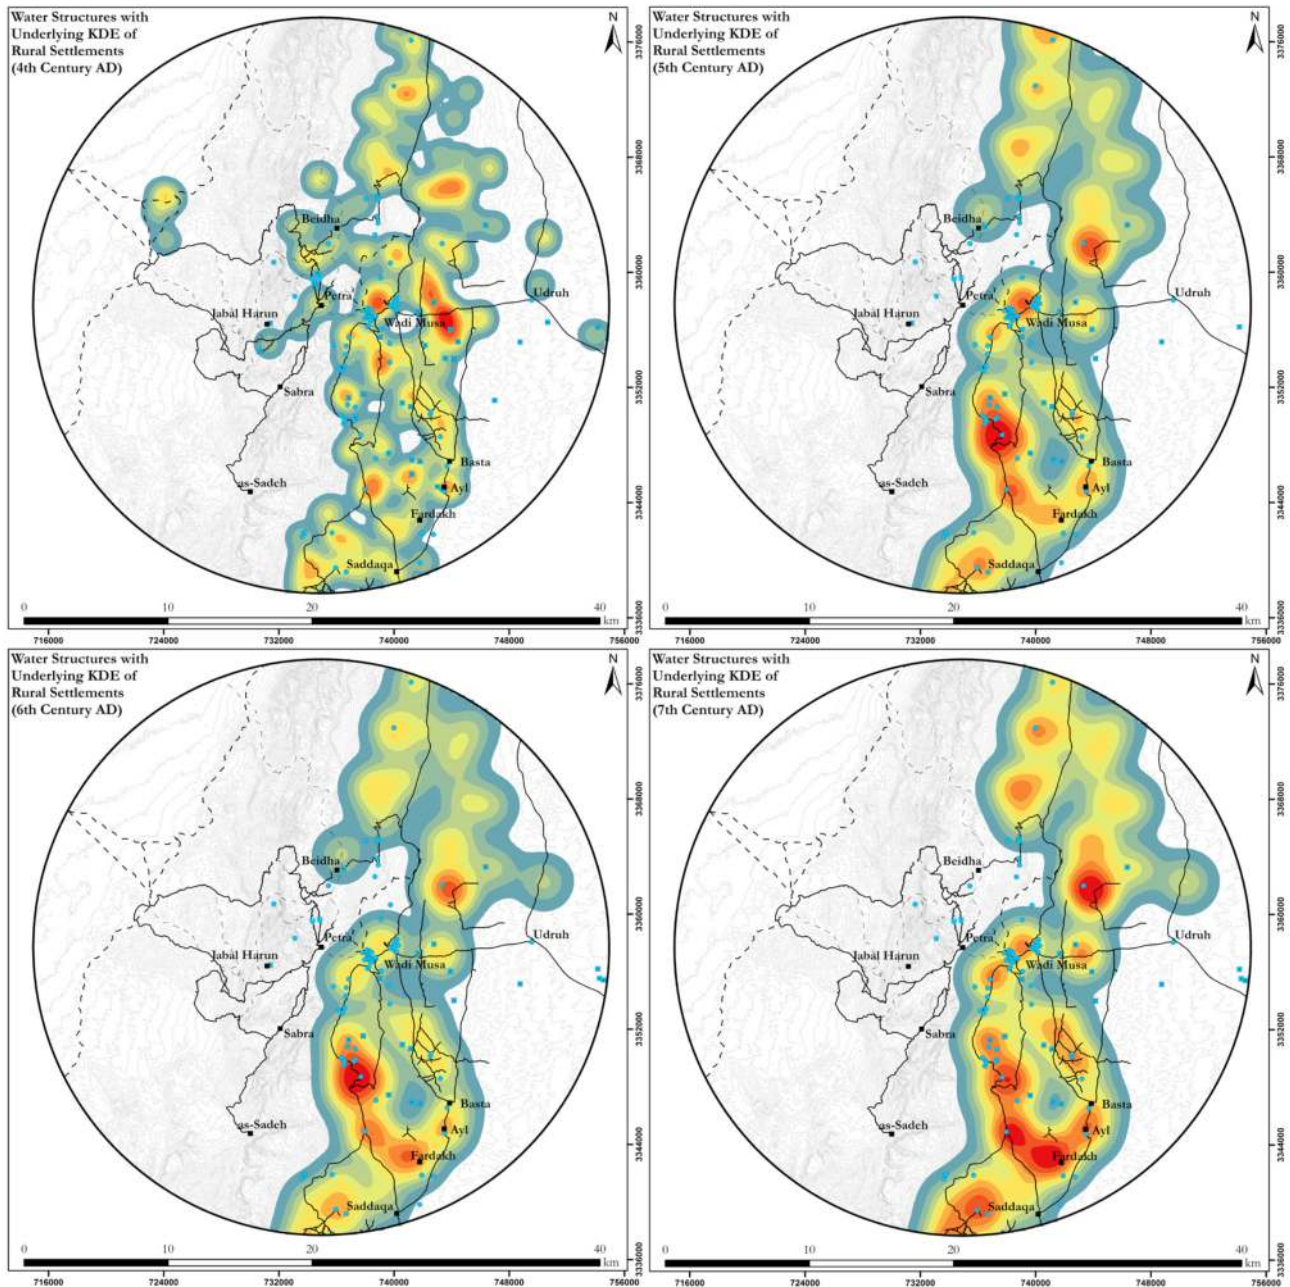 Water Structures with
Underlying KDE of
Rural Settlements
(4th Century AD)
N
Beidha
Petra
Jabal Harun
Wadi Musa
Udruh
Sabra
Basta
as-Sadeh
Ayl
Fardakh
Saddaqa
0 10 20 40
km
716000 724000 732000 740000 748000 756000
3376000
3368000
3360000
3352000
3344000
3336000
Water Structures with
Underlying KDE of
Rural Settlements
(5th Century AD)
N
Beidha
Petra
Jabal Harun
Wadi Musa
Udruh
Sabra
Basta
as-Sadeh
Ayl
Fardakh
Saddaqa
0 10 20 40
km
716000 724000 732000 740000 748000 756000
3376000
3368000
3360000
3352000
3344000
3336000
Water Structures with
Underlying KDE of
Rural Settlements
(6th Century AD)
N
Beidha
Petra
Jabal Harun
Wadi Musa
Udruh
Sabra
Basta
as-Sadeh
Ayl
Fardakh
Saddaqa
0 10 20 40
km
716000 724000 732000 740000 748000 756000
3376000
3368000
3360000
3352000
3344000
3336000
Water Structures with
Underlying KDE of
Rural Settlements
(7th Century AD)
N
Beidha
Petra
Jabal Harun
Wadi Musa
Udruh
Sabra
Basta
as-Sadeh
Ayl
Fardakh
Saddaqa
0 10 20 40
km
716000 724000 732000 740000 748000 756000
3376000
3368000
3360000
3352000
3344000
3336000